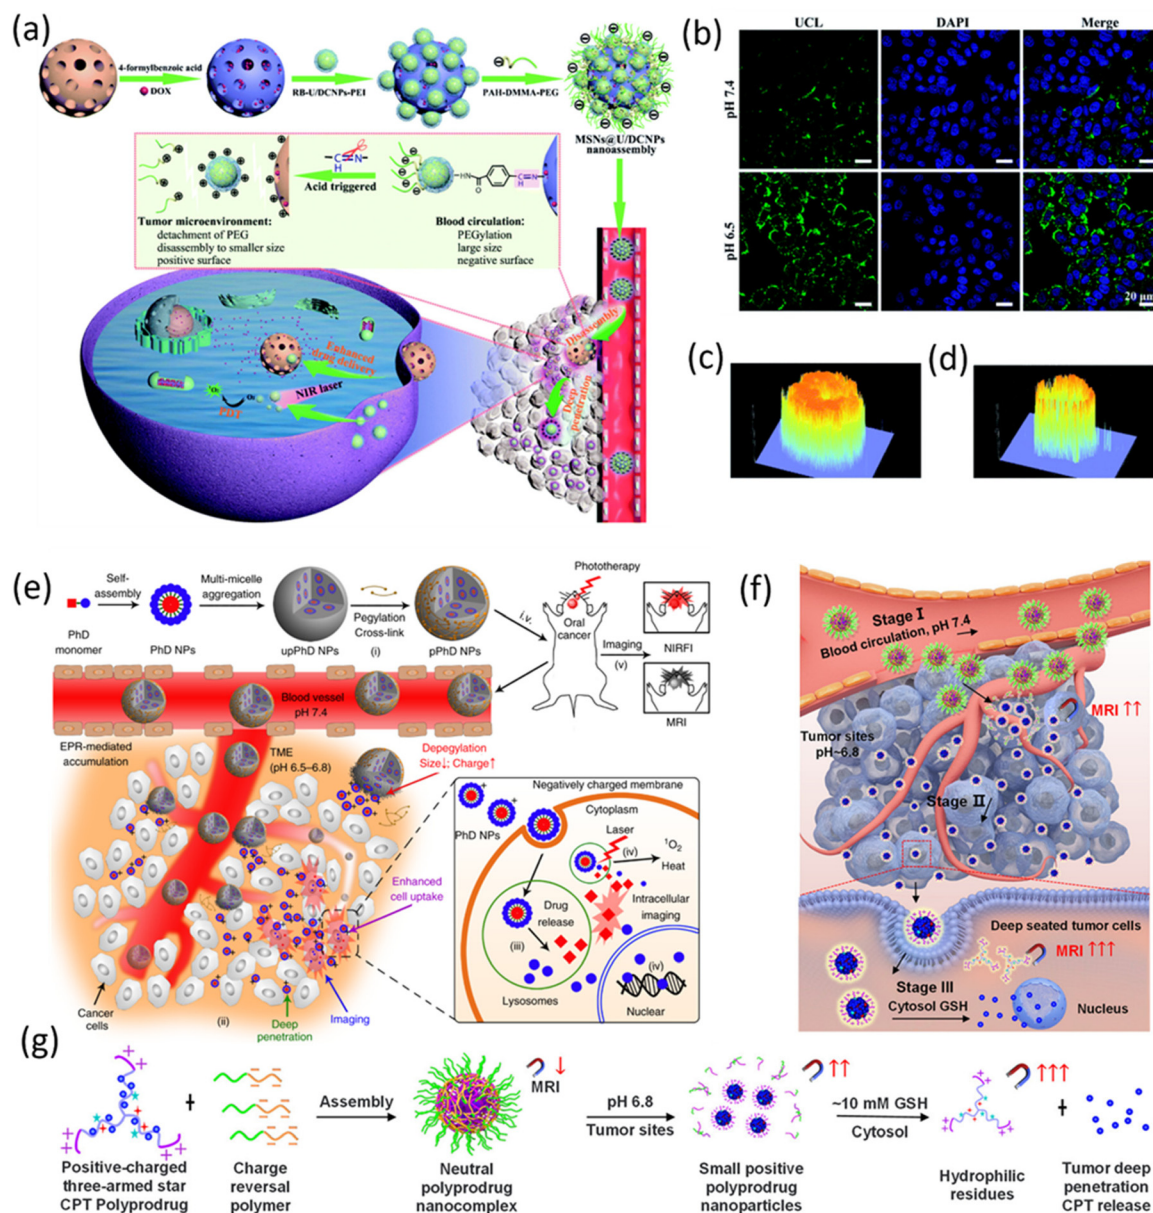 (a)
4-formylbenzoic acid
DOX
RB-U/DCNPs-PEI
PAH-DMMA-PEG
MSNs@U/DCNPs
nanoassembly
Acid triggered
Tumor microenvironment:
detachment of PEG
disassembly to smaller size
positive surface
Blood circulation:
PEGylation
large size
negative surface
Disassembly
Deep
penetration
Enhanced
drug delivery
NIR laser
PDT
¹O₂
O₂
(b)
UCL
DAPI
Merge
pH 7.4
pH 6.5
20 μm
(c)
(d)
(e)
Self-
assembly
Multi-micelle
aggregation
Pegylation
Cross-link
(i)
PhD
monomer
PhD NPs
upPhD NPs
pPhD NPs
i.v.
Phototherapy
Oral
cancer
Imaging
(v)
NIRFI
MRI
Blood vessel
pH 7.4
EPR-mediated
accumulation
TME
(pH 6.5–6.8)
Depegylation
Size↓; Charge↑
Enhanced
cell uptake
Cancer
cells
(ii)
Deep
penetration
Imaging
Negatively charged membrane
PhD NPs
Cytoplasm
Laser
(iv)
¹O₂
Heat
Drug
release
(iii)
Intracellular
imaging
Lysosomes
(iv)
Nuclear
(f)
Stage I
Blood circulation, pH 7.4
MRI ↑↑
Tumor sites
pH~6.8
Stage II
Deep seated tumor cells
MRI ↑↑↑
Stage III
Cytosol GSH
Nucleus
(g)
Positive-charged
three-armed star
CPT Polyprodrug
+
Charge
reversal
polymer
Assembly
MRI ↓
Neutral
polyprodrug
nanocomplex
pH 6.8
Tumor sites
↑↑
Small positive
polyprodrug
nanoparticles
~10 mM GSH
Cytosol
↑↑↑
Hydrophilic
residues
+
Tumor deep
penetration
CPT release